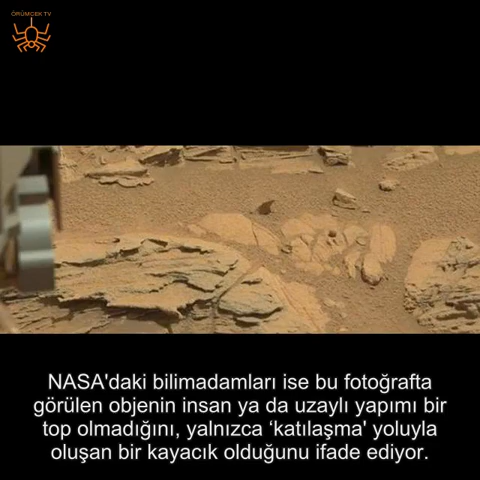 ÖRÜMCEK TV
NASA'daki bilimadamları ise bu fotoğrafta
görülen objenin insan ya da uzaylı yapımı bir
top olmadığını, yalnızca ‘katılaşma' yoluyla
oluşan bir kayacık olduğunu ifade ediyor.